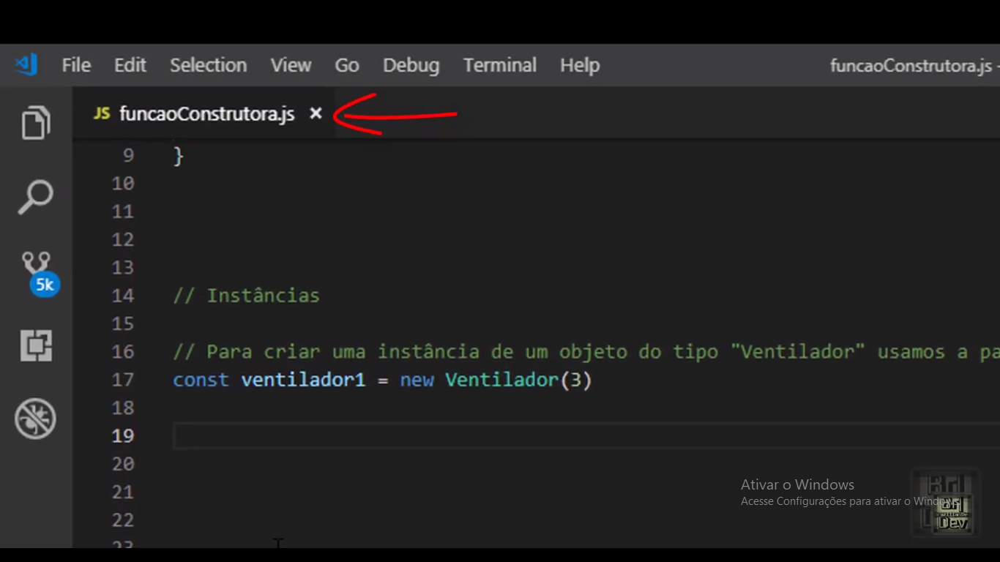 File Edit Selection View Go Debug Terminal Help funcaoConstrutora.js -
JS funcaoConstrutora.js ×
9 }
10
11
12
13
14 // Instâncias
15
16 // Para criar uma instância de um objeto do tipo "Ventilador" usamos a pa
17 const ventilador1 = new Ventilador(3)
18
19
20
21
22
23
5k
Ativar o Windows
Acesse Configurações para ativar o Windows
Brl
Dev